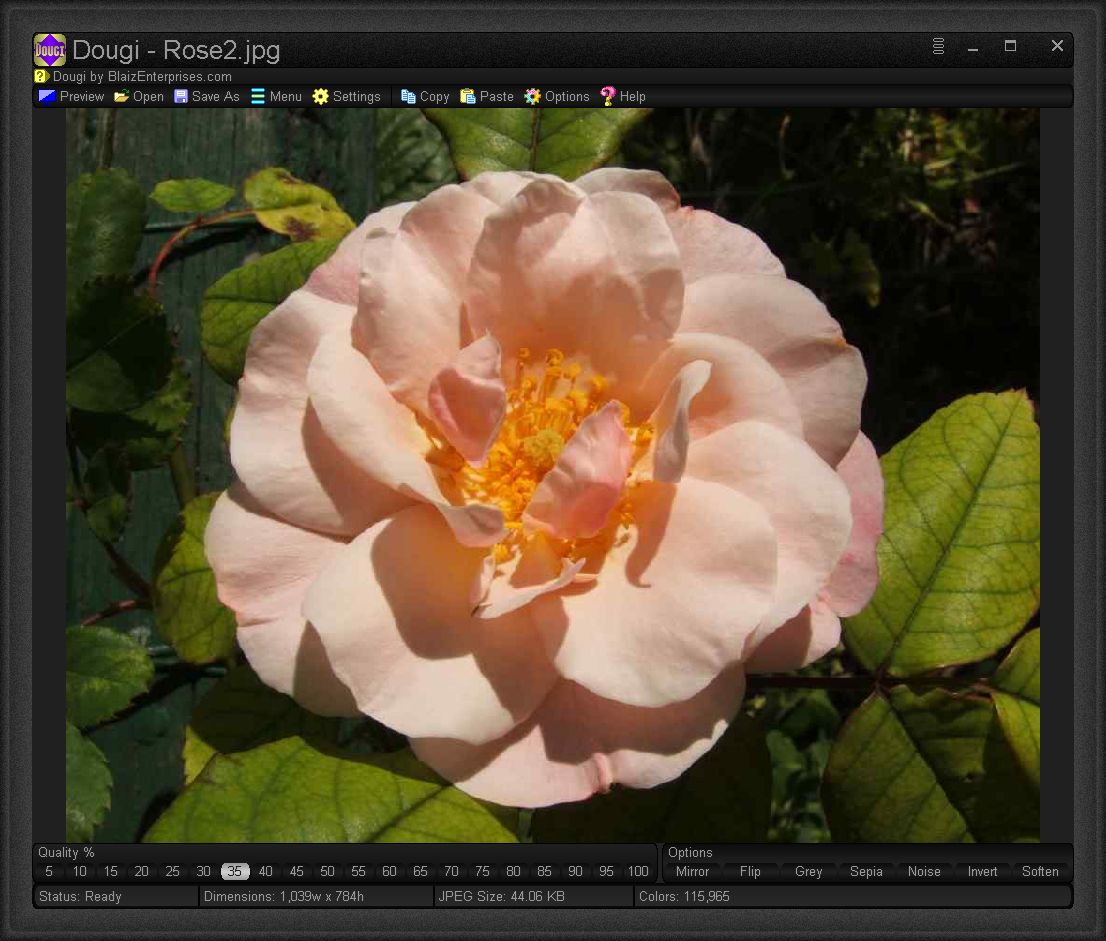 DOUGI
Dougi - Rose2.jpg
? Dougi by BlaizEnterprises.com
Preview Open Save As Menu Settings Copy Paste Options Help
Quality %
5 10 15 20 25 30 35 40 45 50 55 60 65 70 75 80 85 90 95 100
Options
Mirror Flip Grey Sepia Noise Invert Soften
Status: Ready Dimensions: 1,039w x 784h JPEG Size: 44.06 KB Colors: 115,965